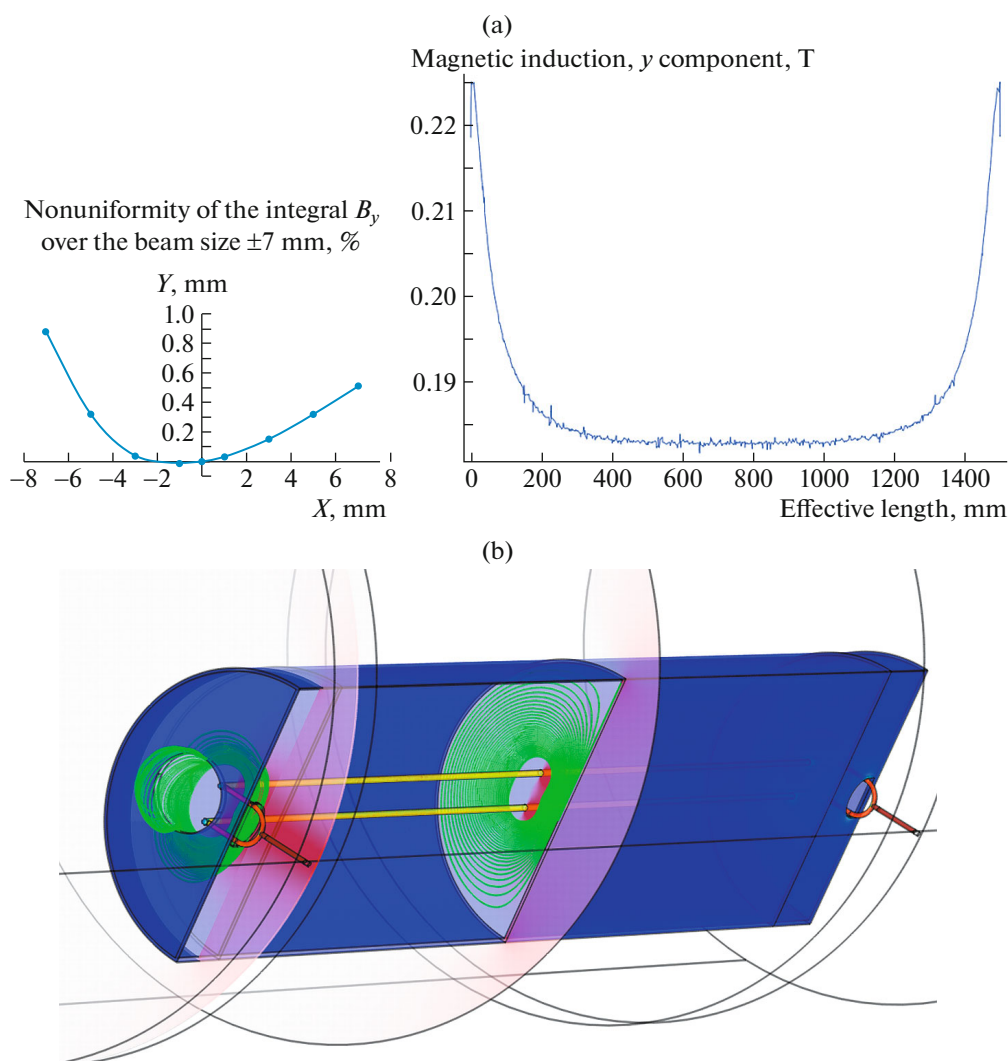 (a)
Magnetic induction, y component, T
0.22
0.21
0.20
0.19
0 200 400 600 800 1000 1200 1400
Effective length, mm
Nonuniformity of the integral By
over the beam size ±7 mm, %
Y, mm
1.0
0.8
0.6
0.4
0.2
−8 −6 −4 −2 0 2 4 6 8
X, mm
(b)